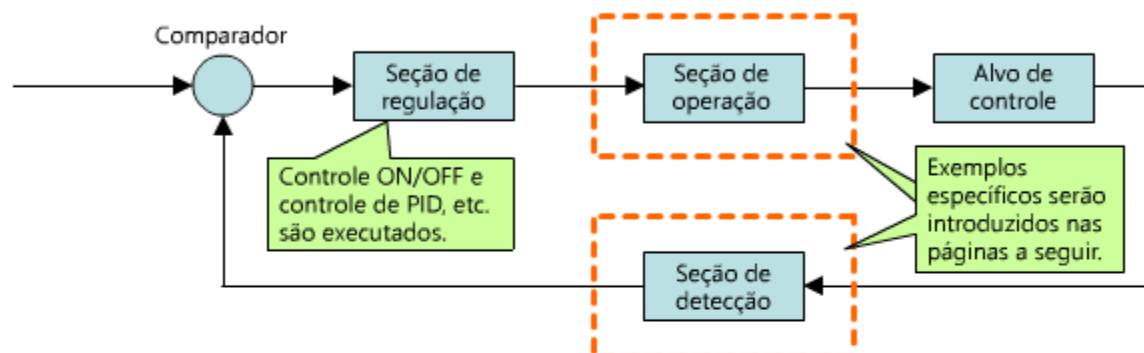 Comparador
Seção de
regulação
Seção de
operação
Alvo de
controle
Controle ON/OFF e
controle de PID, etc.
são executados.
Exemplos
específicos serão
introduzidos nas
páginas a seguir.
Seção de
detecção